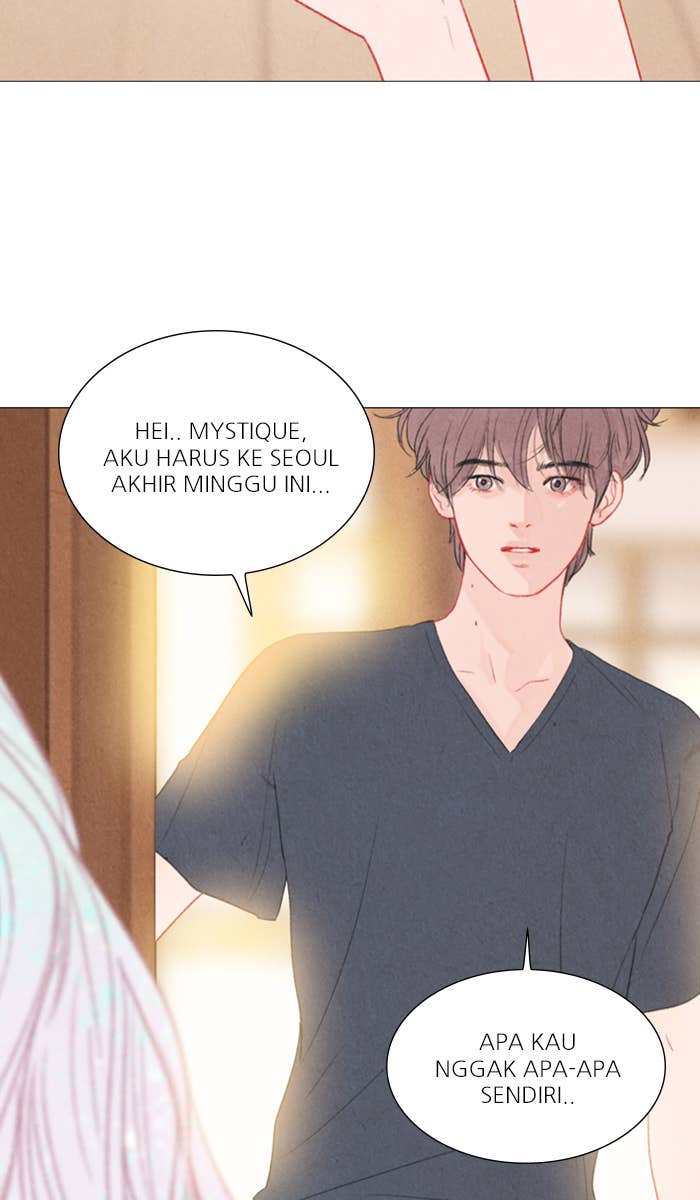 HEI.. MYSTIQUE,
AKU HARUS KE SEOUL
AKHIR MINGGU INI...
APA KAU
NGGAK APA-APA
SENDIRI..